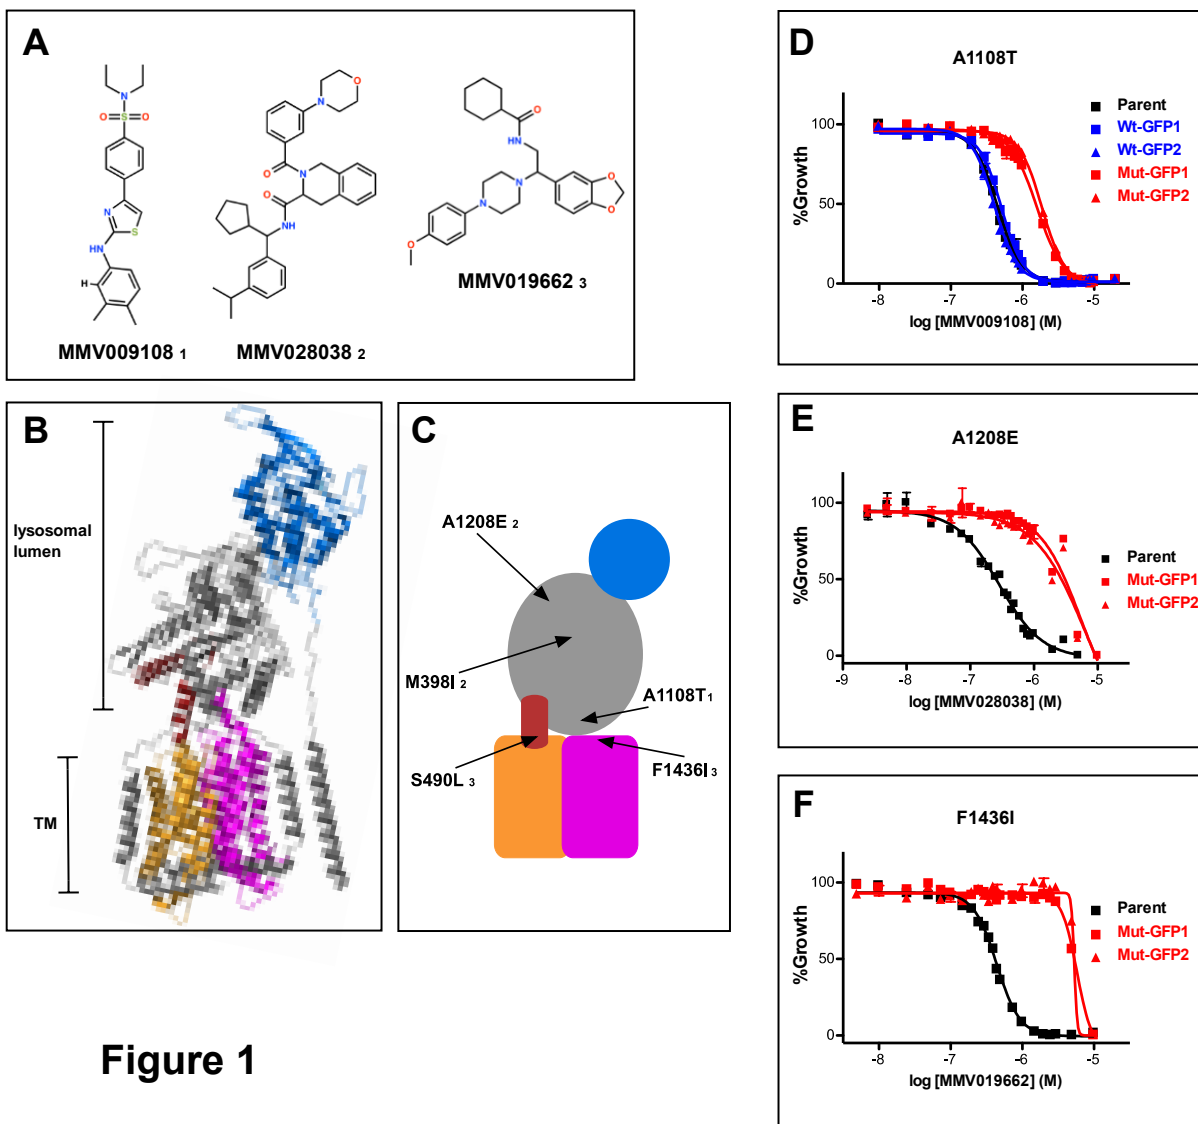 A
N
O S O
N
S
HN
H
MMV009108 1
O
N
O
N
O
NH
MMV028038 2
O
NH
N
N
O
O
O
MMV019662 3
B
lysosomal
lumen
TM
C
A1208E 2
M398I 2
A1108T 1
S490L 3
F1436I 3
D
A1108T
%Growth
100
50
0
-8 -7 -6 -5
log [MMV009108] (M)
Parent
Wt-GFP1
Wt-GFP2
Mut-GFP1
Mut-GFP2
E
A1208E
%Growth
100
50
0
-9 -8 -7 -6 -5
log [MMV028038] (M)
Parent
Mut-GFP1
Mut-GFP2
F
F1436I
%Growth
100
50
0
-8 -7 -6 -5
log [MMV019662] (M)
Parent
Mut-GFP1
Mut-GFP2
Figure 1